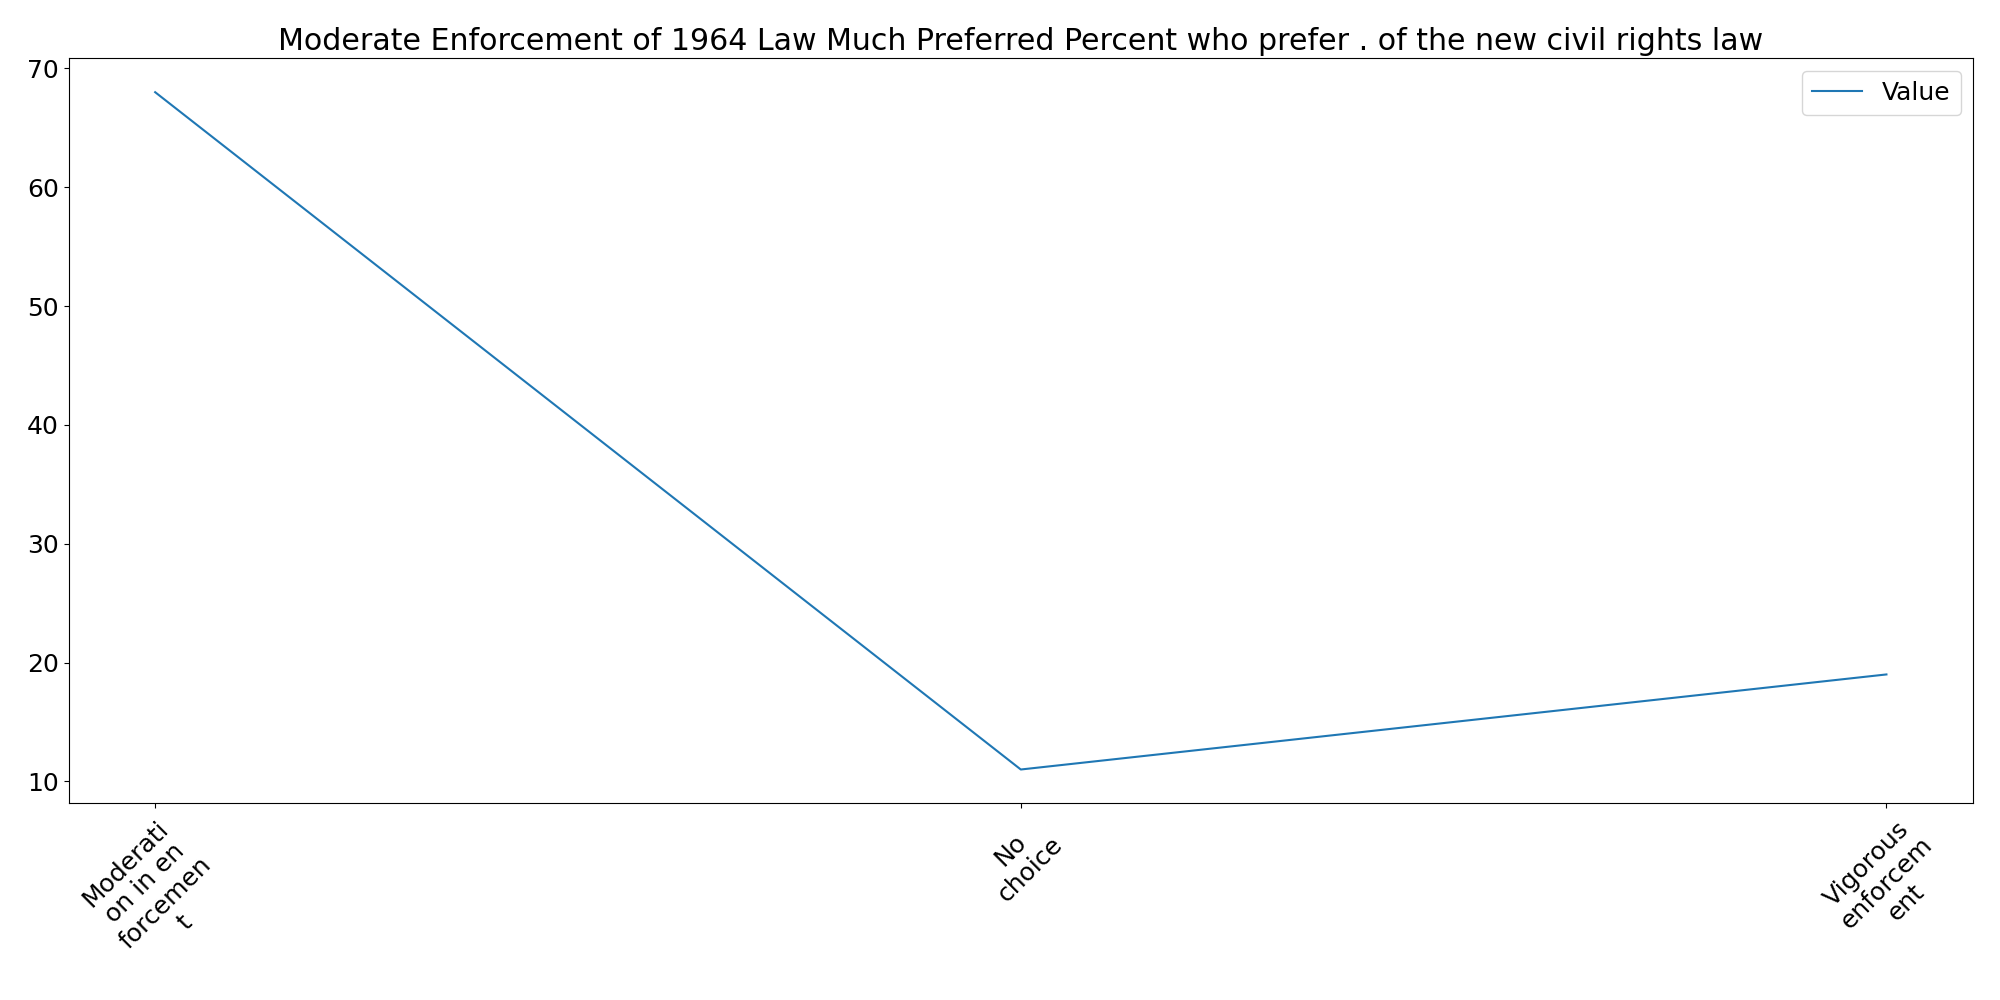 Moderate Enforcement of 1964 Law Much Preferred Percent who prefer . of the new civil rights law
70
60
50
40
30
20
10
Value
Moderati
on in en
forcemen
t
No
choice
Vigorous
enforcem
ent